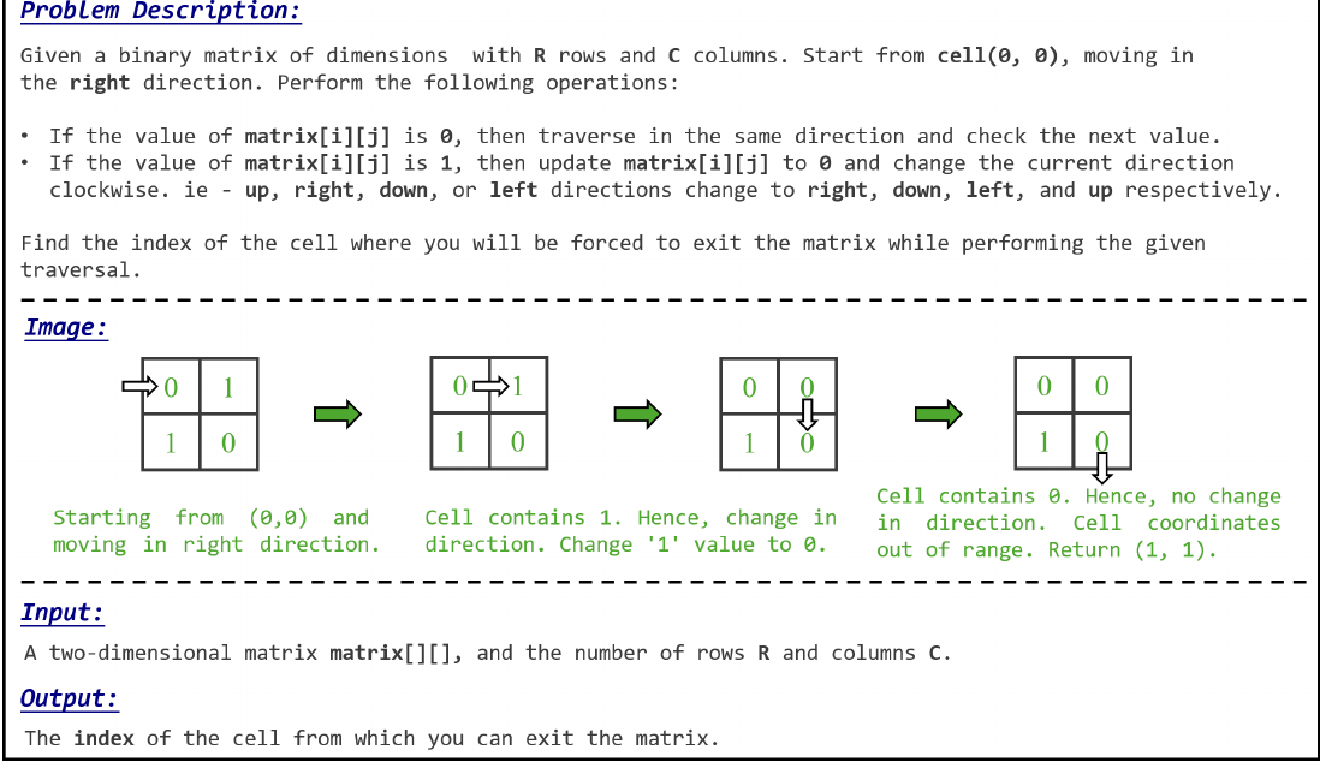 Problem Description:
Given a binary matrix of dimensions with R rows and C columns. Start from cell(0, 0), moving in
the right direction. Perform the following operations:
• If the value of matrix[i][j] is 0, then traverse in the same direction and check the next value.
• If the value of matrix[i][j] is 1, then update matrix[i][j] to 0 and change the current direction
clockwise. ie - up, right, down, or left directions change to right, down, left, and up respectively.
Find the index of the cell where you will be forced to exit the matrix while performing the given
traversal.
Image:
0 1
1 0
0 1
1 0
0 0
1 0
0 0
1 0
Starting from (0,0) and
moving in right direction.
Cell contains 1. Hence, change in
direction. Change '1' value to 0.
Cell contains 0. Hence, no change
in direction. Cell coordinates
out of range. Return (1, 1).
Input:
A two-dimensional matrix matrix[][], and the number of rows R and columns C.
Output:
The index of the cell from which you can exit the matrix.